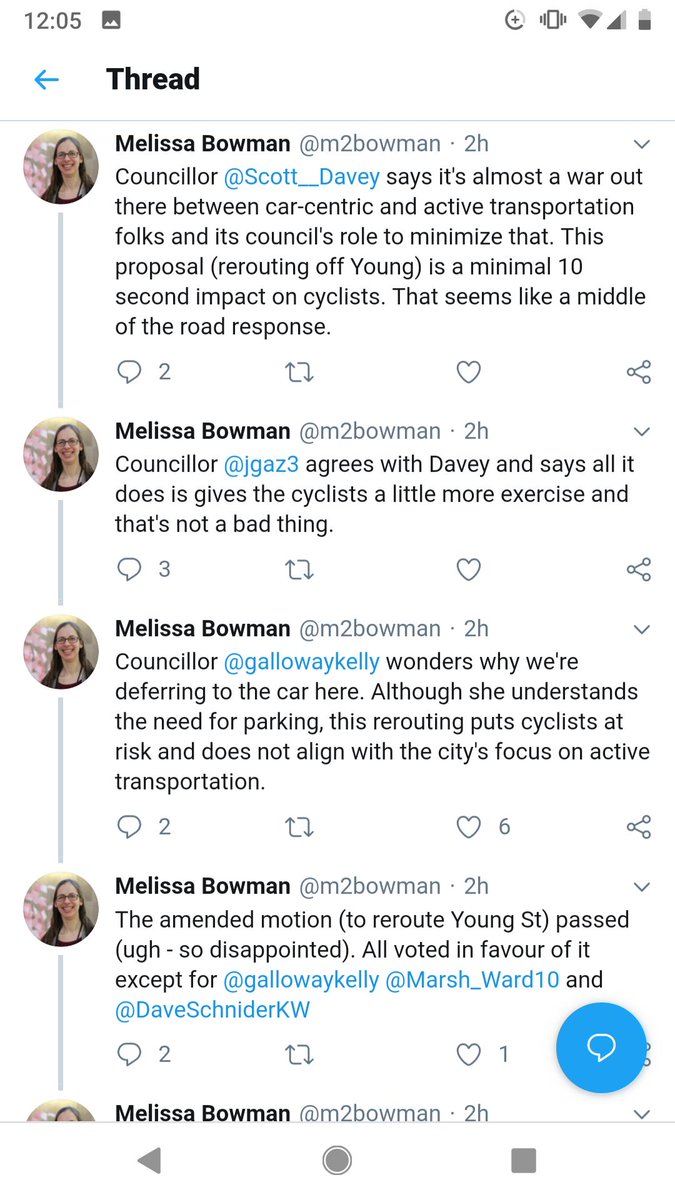 12:05
Thread
Melissa Bowman @m2bowman · 2h
Councillor @Scott__Davey says it's almost a war out
there between car-centric and active transportation
folks and its council's role to minimize that. This
proposal (rerouting off Young) is a minimal 10
second impact on cyclists. That seems like a middle
of the road response.
2
Melissa Bowman @m2bowman · 2h
Councillor @jgaz3 agrees with Davey and says all it
does is gives the cyclists a little more exercise and
that's not a bad thing.
3
Melissa Bowman @m2bowman · 2h
Councillor @gallowaykelly wonders why we're
deferring to the car here. Although she understands
the need for parking, this rerouting puts cyclists at
risk and does not align with the city's focus on active
transportation.
2 6
Melissa Bowman @m2bowman · 2h
The amended motion (to reroute Young St) passed
(ugh - so disappointed). All voted in favour of it
except for @gallowaykelly @Marsh_Ward10 and
@DaveSchniderKW
2 1
Melissa Bowman @m2bowman · 2h